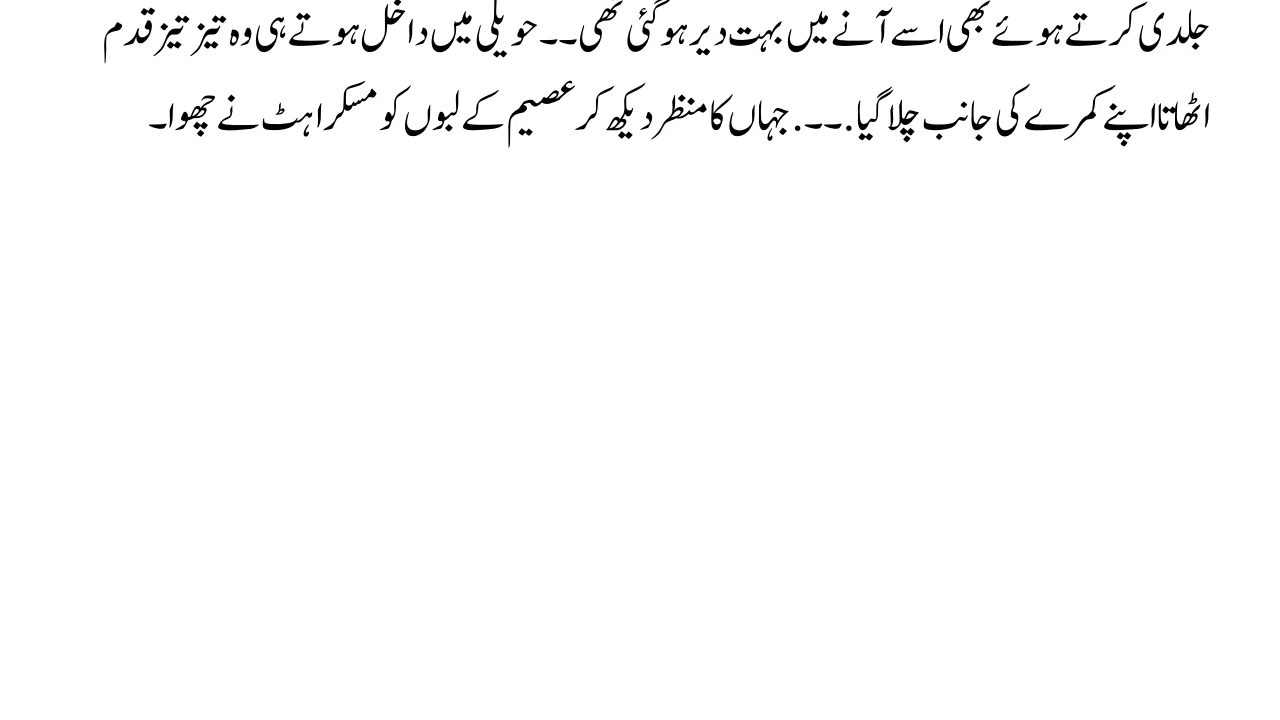 جلدی کرتے ہوئے بھی اسے آنے میں بہت دیر ہو گئی تھی۔۔ حویلی میں داخل ہوتے ہی وہ تیز تیز قدم
اٹھاتا اپنے کمرے کی جانب چلا گیا.۔۔. جہاں کا منظر دیکھ کر عصیم کے لبوں کو مسکراہٹ نے چھوا۔